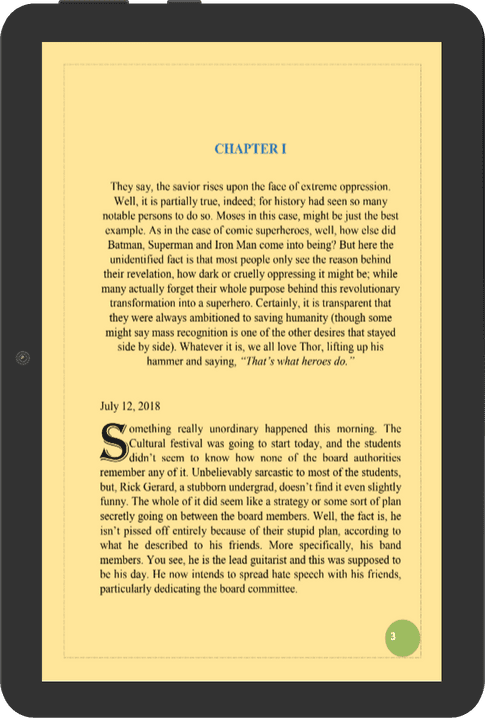 CHAPTER I
They say, the savior rises upon the face of extreme oppression.
Well, it is partially true, indeed; for history had seen so many
notable persons to do so. Moses in this case, might be just the best
example. As in the case of comic superheroes, well, how else did
Batman, Superman and Iron Man come into being? But here the
unidentified fact is that most people only see the reason behind
their revelation, how dark or cruelly oppressing it might be; while
many actually forget their whole purpose behind this revolutionary
transformation into a superhero. Certainly, it is transparent that
they were always ambitioned to saving humanity (though some
might say mass recognition is one of the other desires that stayed
side by side). Whatever it is, we all love Thor, lifting up his
hammer and saying, “That’s what heroes do.”
July 12, 2018
Something really unordinary happened this morning. The
Cultural festival was going to start today, and the students
didn’t seem to know how none of the board authorities
remember any of it. Unbelievably sarcastic to most of the students,
but, Rick Gerard, a stubborn undergrad, doesn’t find it even slightly
funny. The whole of it did seem like a strategy or some sort of plan
secretly going on between the board members. Well, the fact is, he
isn’t pissed off entirely because of their stupid plan, according to
what he described to his friends. More specifically, his band
members. You see, he is the lead guitarist and this was supposed to
be his day. He now intends to spread hate speech with his friends,
particularly dedicating the board committee.
3